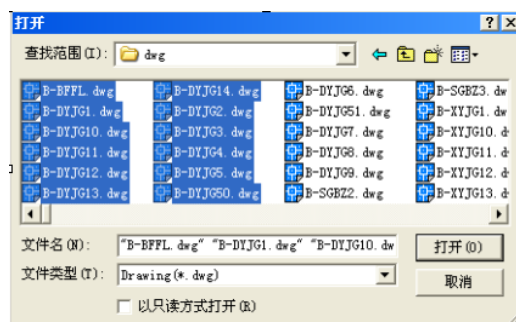 打开
查找范围(I): dwg
B-BFFL.dwg B-DYJG14.dwg B-DYJG6.dwg B-SGBZ3.dw
B-DYJG1.dwg B-DYJG2.dwg B-DYJG51.dwg B-XYJG1.dw
B-DYJG10.dwg B-DYJG3.dwg B-DYJG7.dwg B-XYJG10.d
B-DYJG11.dwg B-DYJG4.dwg B-DYJG8.dwg B-XYJG11.d
B-DYJG12.dwg B-DYJG5.dwg B-DYJG9.dwg B-XYJG12.d
B-DYJG13.dwg B-DYJG50.dwg B-SGBZ2.dwg B-XYJG13.d
文件名(N): "B-BFFL.dwg" "B-DYJG1.dwg" "B-DYJG10.dw 打开(O)
文件类型(T): Drawing(*.dwg) 取消
以只读方式打开(R)